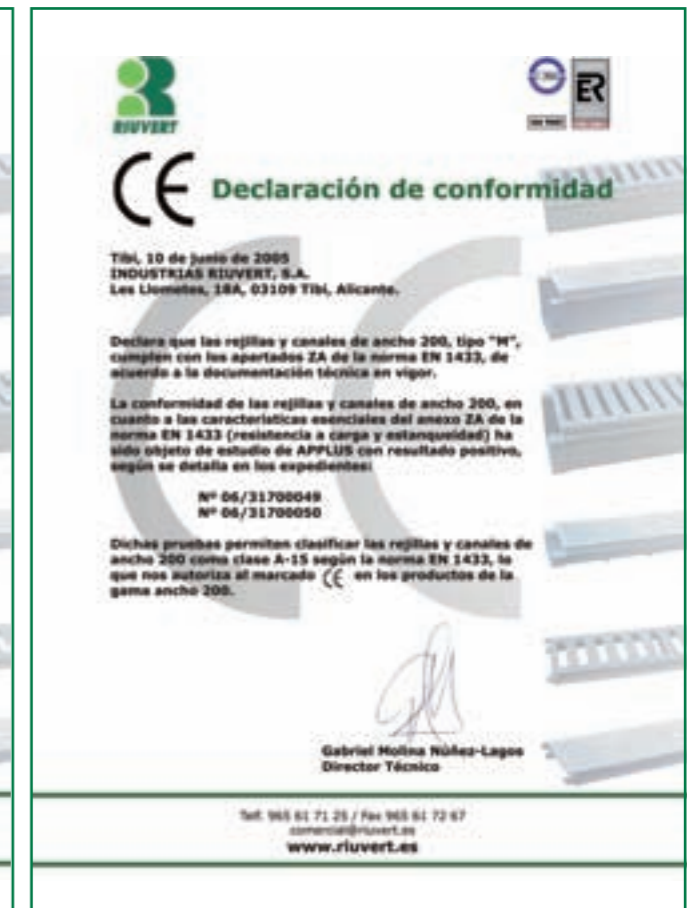 RIUVERT
ER
CE Declaración de conformidad
Tibi, 10 de junio de 2005
INDUSTRIAS RIUVERT, S.A.
Les Llometes, 18A, 03109 Tibi, Alicante.
Declara que las rejillas y canales de ancho 200, tipo "M",
cumplen con los apartados ZA de la norma EN 1433, de
acuerdo a la documentación técnica en vigor.
La conformidad de las rejillas y canales de ancho 200, en
cuanto a las características esenciales del anexo ZA de la
norma EN 1433 (resistencia a carga y estanqueidad) ha
sido objeto de estudio de APPLUS con resultado positivo,
según se detalla en los expedientes:
Nº 06/31700049
Nº 06/31700050
Dichas pruebas permiten clasificar las rejillas y canales de
ancho 200 como clase A-15 según la norma EN 1433, lo
que nos autoriza al marcado CE en los productos de la
gama ancho 200.
Gabriel Molina Núñez-Lagos
Director Técnico
Telf. 965 61 71 25 / Fax 965 61 72 67
comercial@riuvert.es
www.riuvert.es